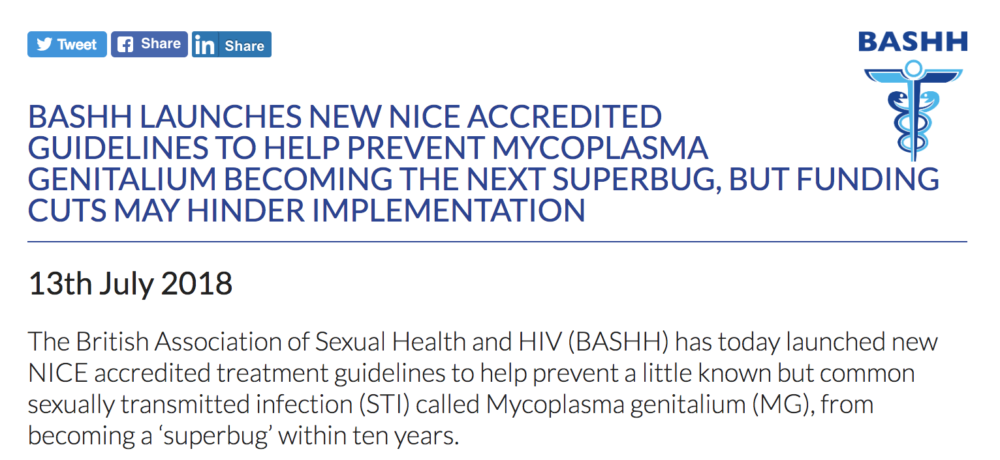 Tweet Share Share
BASHH
BASHH LAUNCHES NEW NICE ACCREDITED
GUIDELINES TO HELP PREVENT MYCOPLASMA
GENITALIUM BECOMING THE NEXT SUPERBUG, BUT FUNDING
CUTS MAY HINDER IMPLEMENTATION
13th July 2018
The British Association of Sexual Health and HIV (BASHH) has today launched new
NICE accredited treatment guidelines to help prevent a little known but common
sexually transmitted infection (STI) called Mycoplasma genitalium (MG), from
becoming a ‘superbug’ within ten years.